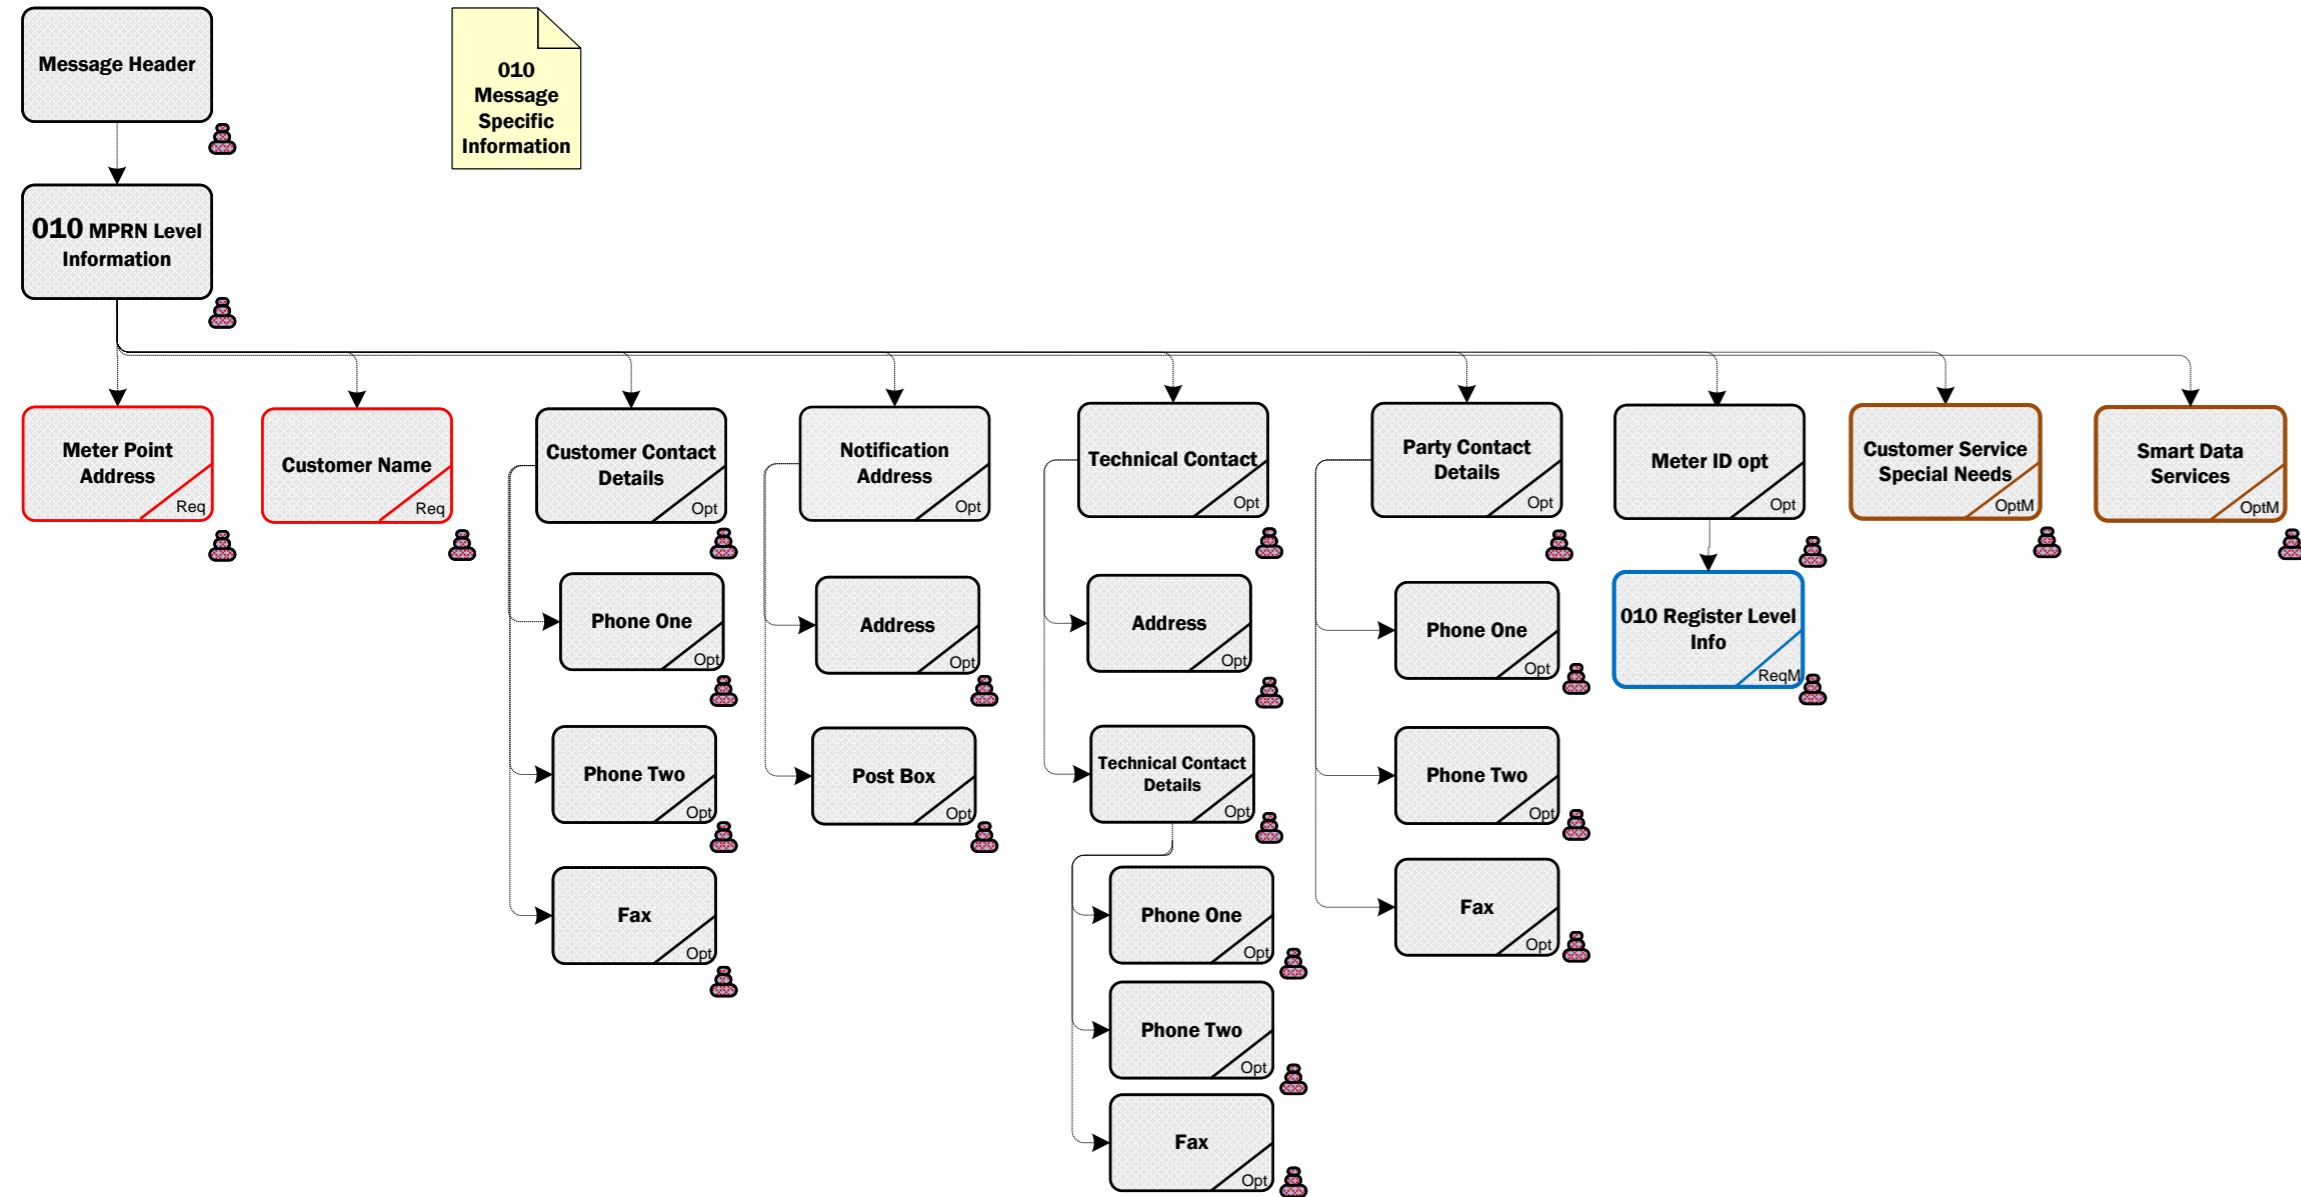 Message Header
010
Message
Specific
Information
010 MPRN Level
Information
Meter Point
Address
Req
Customer Name
Req
Customer Contact
Details
Opt
Notification
Address
Opt
Technical Contact
Opt
Party Contact
Details
Opt
Meter ID opt
Opt
Customer Service
Special Needs
OptM
Smart Data
Services
OptM
Phone One
Opt
Address
Opt
Address
Opt
Phone One
Opt
010 Register Level
Info
ReqM
Phone Two
Opt
Post Box
Opt
Technical Contact
Details
Opt
Phone Two
Opt
Fax
Opt
Phone One
Opt
Fax
Opt
Phone Two
Opt
Fax
Opt